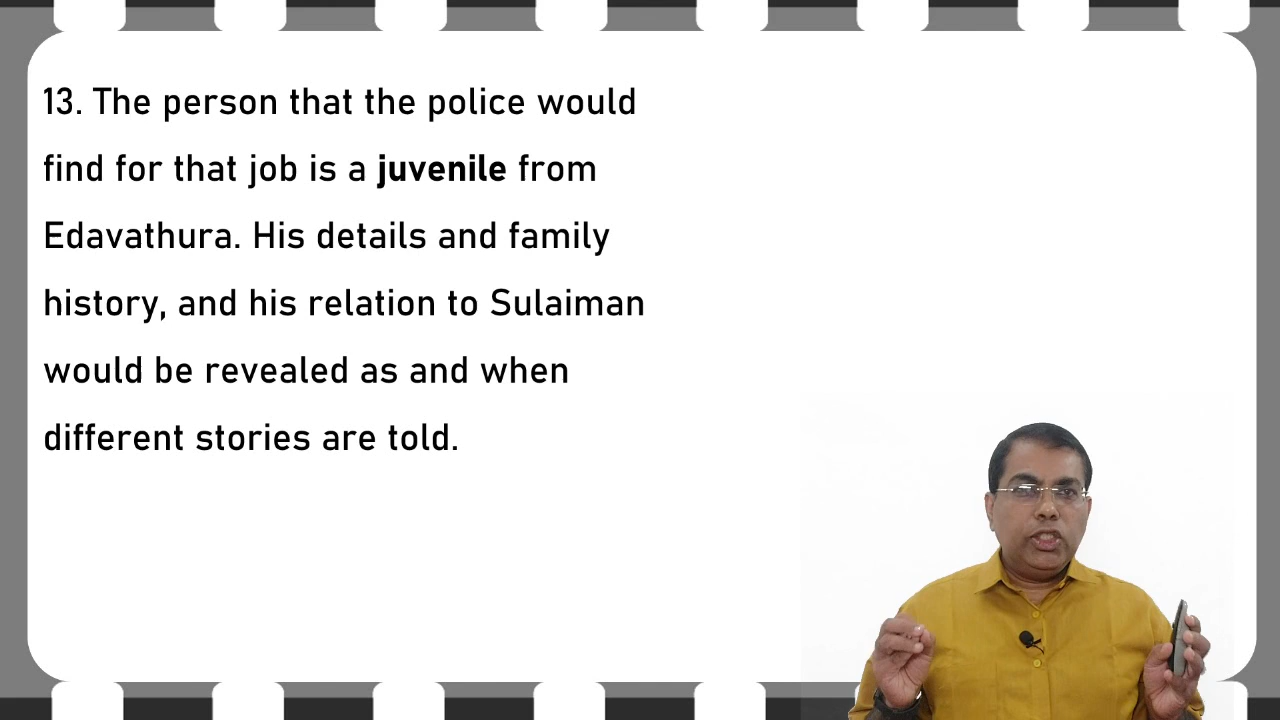 13. The person that the police would
find for that job is a juvenile from
Edavathura. His details and family
history, and his relation to Sulaiman
would be revealed as and when
different stories are told.